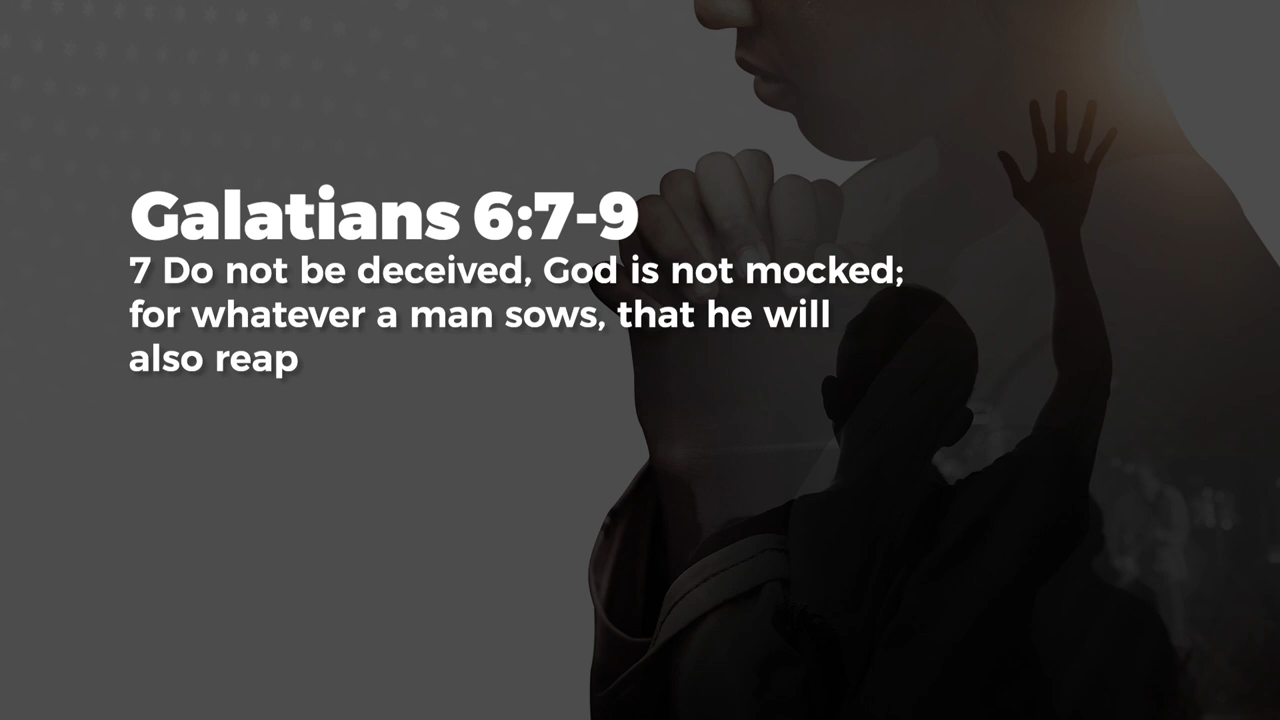 Galatians 6:7-9
7 Do not be deceived, God is not mocked;
for whatever a man sows, that he will
also reap